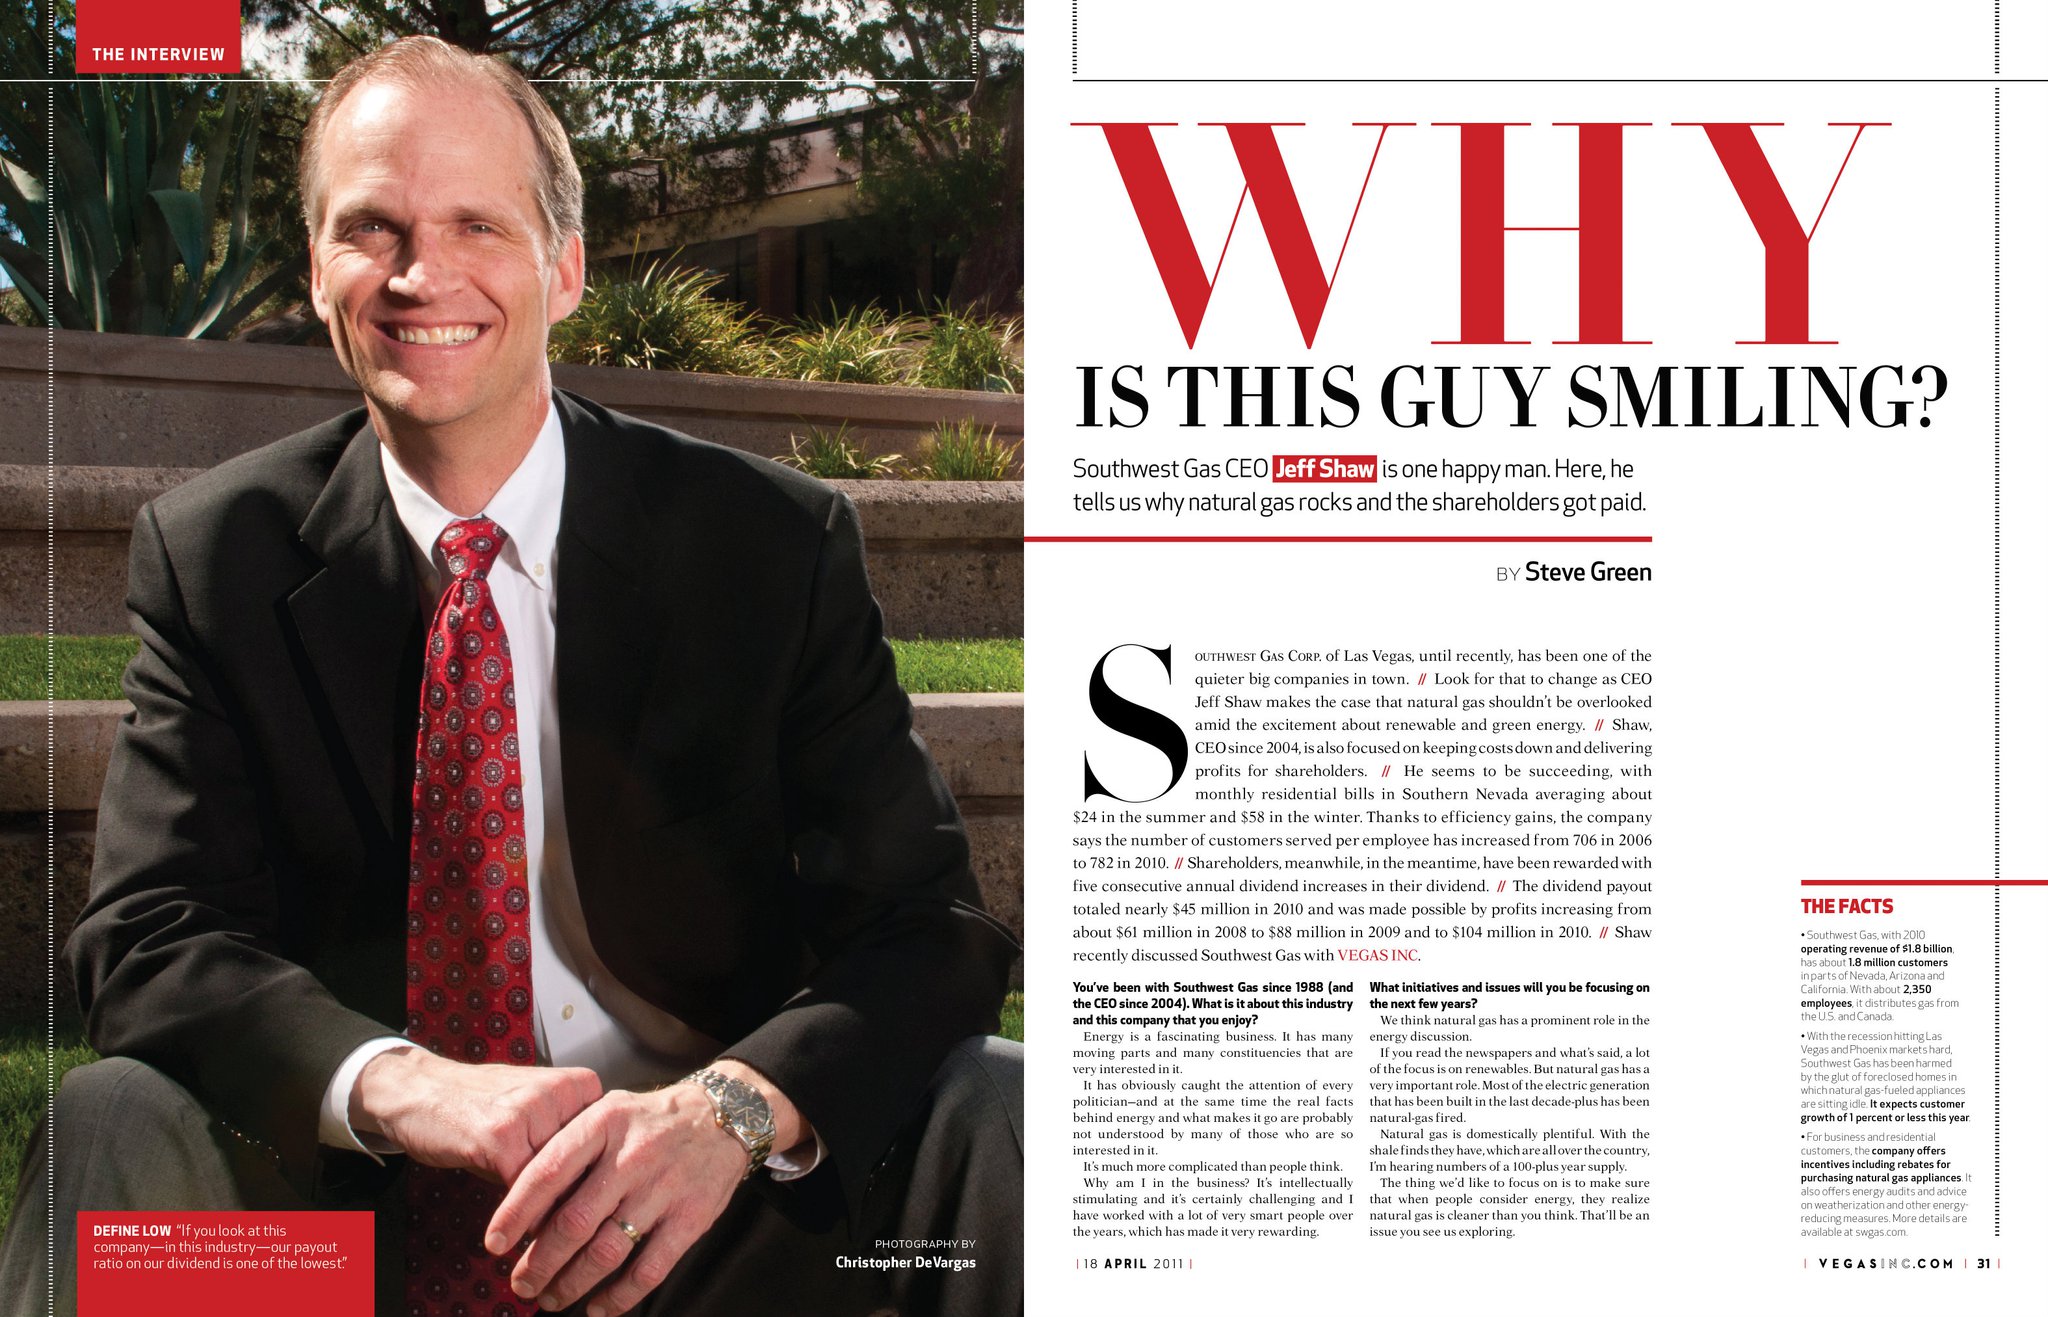 THE INTERVIEW
DEFINE LOW “If you look at this
company—in this industry—our payout
ratio on our dividend is one of the lowest.”
PHOTOGRAPHY BY
Christopher DeVargas
WHY
IS THIS GUY SMILING?
Southwest Gas CEO Jeff Shaw is one happy man. Here, he
tells us why natural gas rocks and the shareholders got paid.
BY Steve Green
SOUTHWEST GAS CORP. of Las Vegas, until recently, has been one of the
quieter big companies in town. // Look for that to change as CEO
Jeff Shaw makes the case that natural gas shouldn’t be overlooked
amid the excitement about renewable and green energy. // Shaw,
CEO since 2004, is also focused on keeping costs down and delivering
profits for shareholders. // He seems to be succeeding, with
monthly residential bills in Southern Nevada averaging about
$24 in the summer and $58 in the winter. Thanks to efficiency gains, the company
says the number of customers served per employee has increased from 706 in 2006
to 782 in 2010. // Shareholders, meanwhile, in the meantime, have been rewarded with
five consecutive annual dividend increases in their dividend. // The dividend payout
totaled nearly $45 million in 2010 and was made possible by profits increasing from
about $61 million in 2008 to $88 million in 2009 and to $104 million in 2010. // Shaw
recently discussed Southwest Gas with VEGAS INC.
You’ve been with Southwest Gas since 1988 (and
the CEO since 2004). What is it about this industry
and this company that you enjoy?
Energy is a fascinating business. It has many
moving parts and many constituencies that are
very interested in it.
It has obviously caught the attention of every
politician—and at the same time the real facts
behind energy and what makes it go are probably
not understood by many of those who are so
interested in it.
It’s much more complicated than people think.
Why am I in the business? It’s intellectually
stimulating and it’s certainly challenging and I
have worked with a lot of very smart people over
the years, which has made it very rewarding.
What initiatives and issues will you be focusing on
the next few years?
We think natural gas has a prominent role in the
energy discussion.
If you read the newspapers and what’s said, a lot
of the focus is on renewables. But natural gas has a
very important role. Most of the electric generation
that has been built in the last decade-plus has been
natural-gas fired.
Natural gas is domestically plentiful. With the
shale finds they have, which are all over the country,
I’m hearing numbers of a 100-plus year supply.
The thing we’d like to focus on is to make sure
that when people consider energy, they realize
natural gas is cleaner than you think. That’ll be an
issue you see us exploring.
THE FACTS
• Southwest Gas, with 2010
operating revenue of $1.8 billion,
has about 1.8 million customers
in parts of Nevada, Arizona and
California. With about 2,350
employees, it distributes gas from
the U.S. and Canada.
• With the recession hitting Las
Vegas and Phoenix markets hard,
Southwest Gas has been harmed
by the glut of foreclosed homes in
which natural gas-fueled appliances
are sitting idle. It expects customer
growth of 1 percent or less this year.
• For business and residential
customers, the company offers
incentives including rebates for
purchasing natural gas appliances. It
also offers energy audits and advice
on weatherization and other energy-
reducing measures. More details are
available at swgas.com.
| 18 APRIL 2011 |
| VEGASINC.COM | 31 |